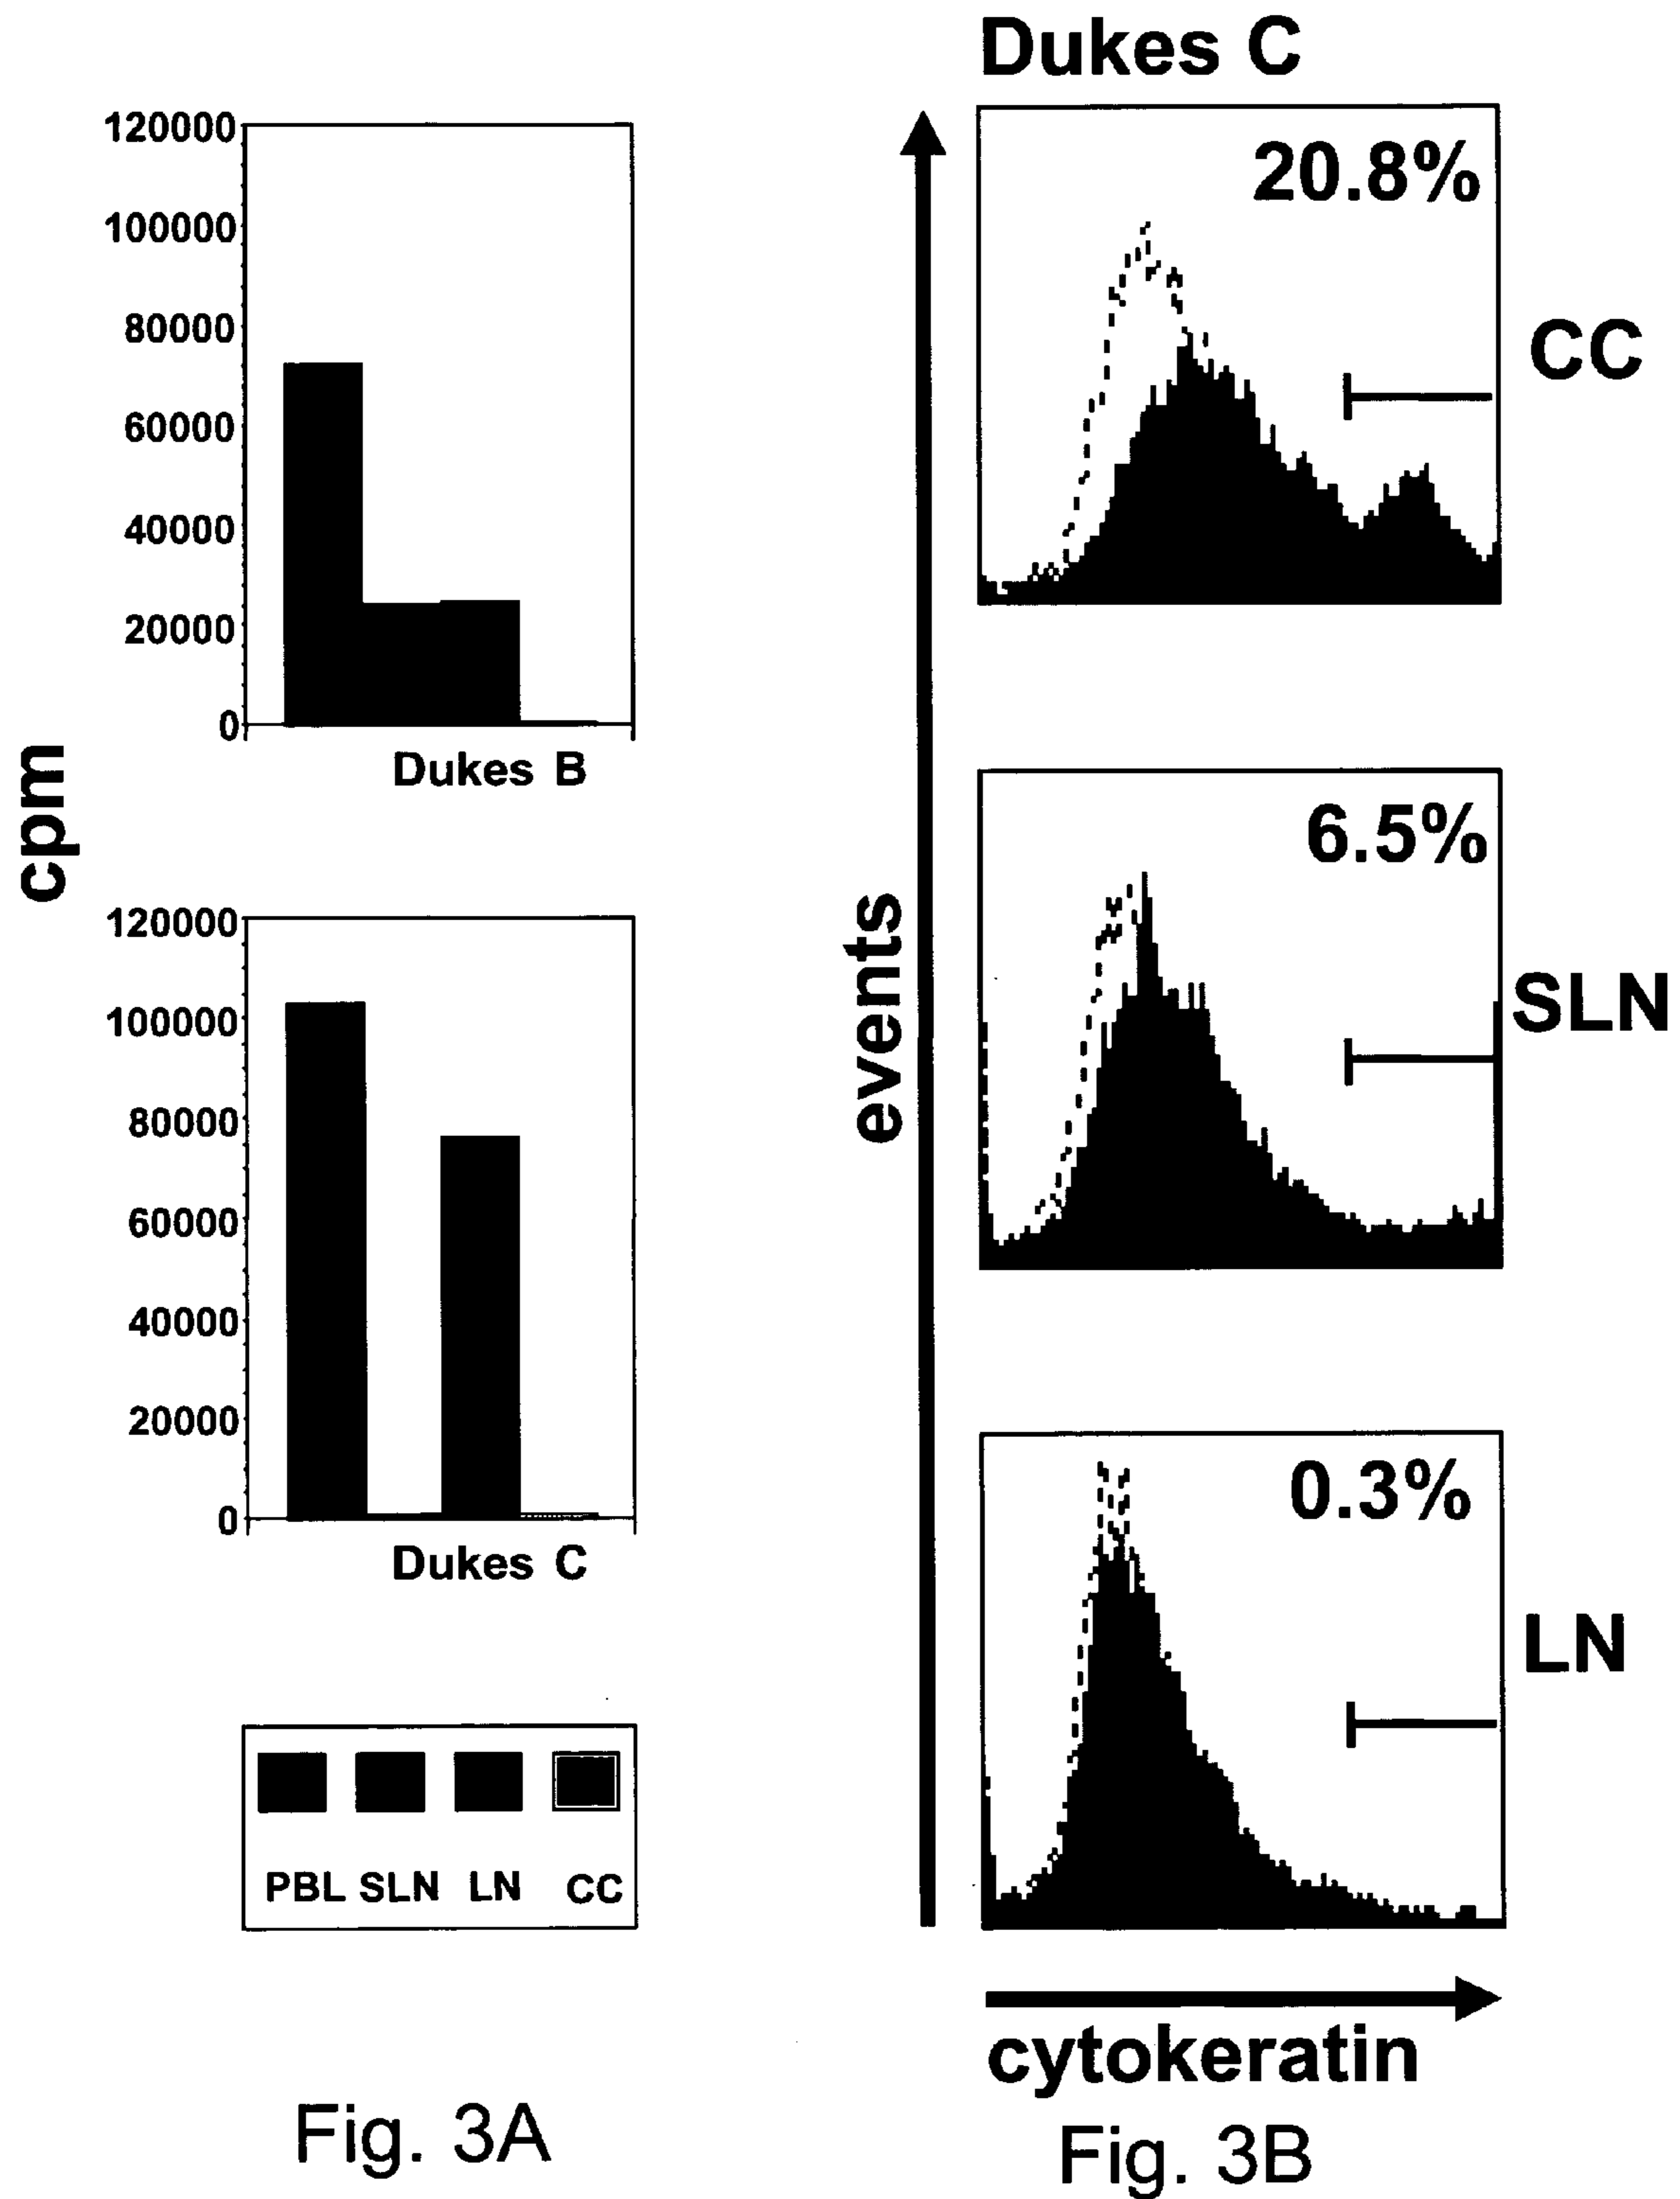 cpm
120000
100000
80000
60000
40000
20000
0
Dukes B
120000
100000
80000
60000
40000
20000
0
Dukes C
PBL SLN LN CC
Fig. 3A
Dukes C
events
20.8%
CC
6.5%
SLN
0.3%
LN
cytokeratin
Fig. 3B